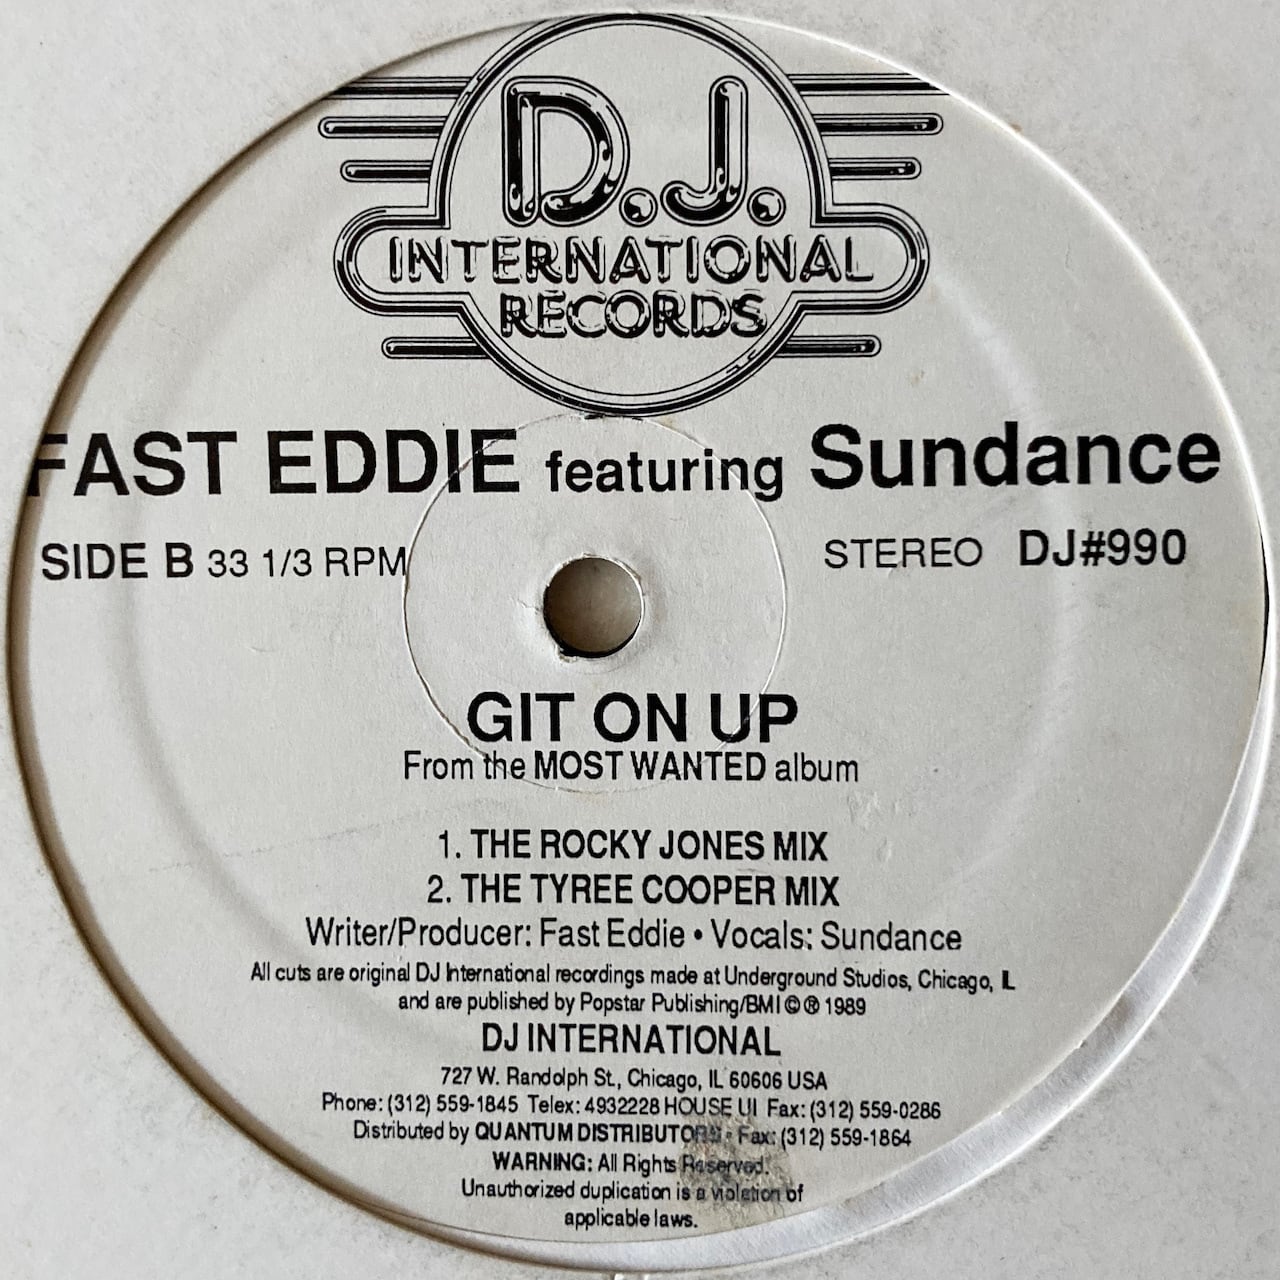 D.J.
INTERNATIONAL
RECORDS
FAST EDDIE featuring Sundance
SIDE B 33 1/3 RPM STEREO DJ#990
GIT ON UP
From the MOST WANTED album
1. THE ROCKY JONES MIX
2. THE TYREE COOPER MIX
Writer/Producer: Fast Eddie • Vocals: Sundance
All cuts are original DJ International recordings made at Underground Studios, Chicago, IL
and are published by Popstar Publishing/BMI © ® 1989
DJ INTERNATIONAL
727 W. Randolph St., Chicago, IL 60606 USA
Phone: (312) 559-1845 Telex: 4932228 HOUSE UI Fax: (312) 559-0286
Distributed by QUANTUM DISTRIBUTORS • Fax: (312) 559-1864
WARNING: All Rights Reserved.
Unauthorized duplication is a violation of
applicable laws.